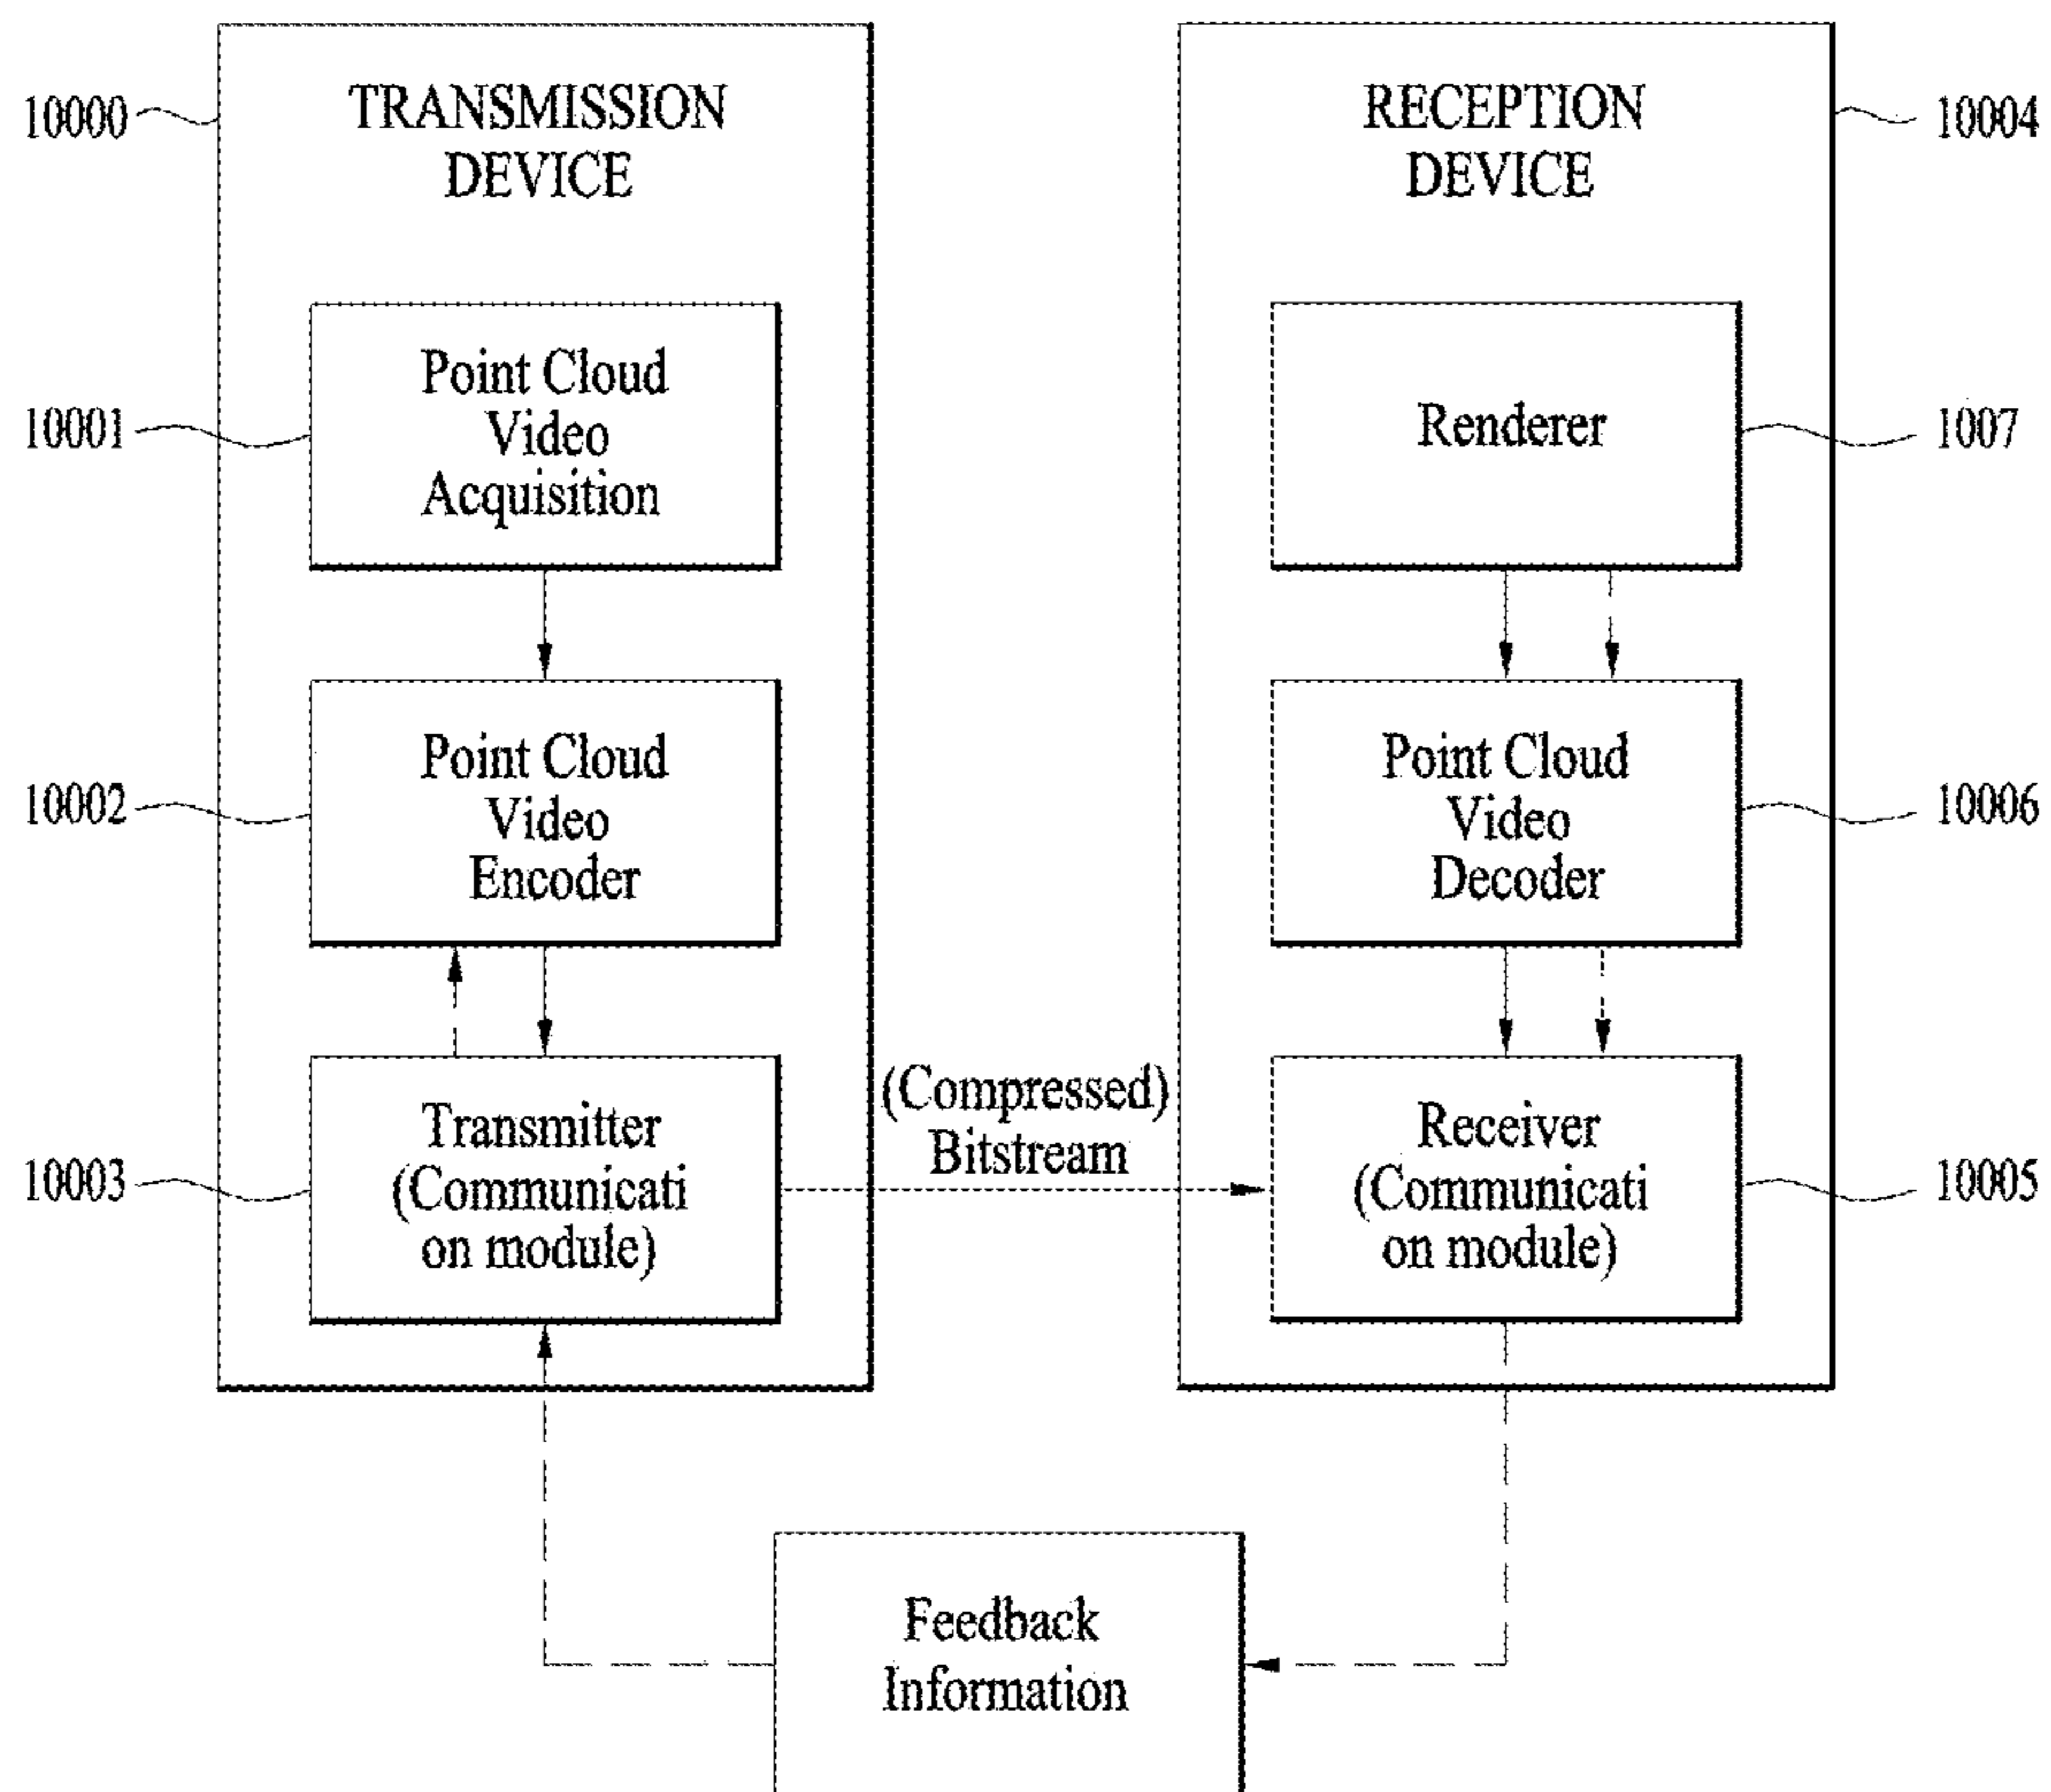 TRANSMISSION
DEVICE
10000
Point Cloud
Video
Acquisition
10001
Point Cloud
Video
Encoder
10002
Transmitter
(Communicati
on module)
10003
(Compressed)
Bitstream
RECEPTION
DEVICE
10004
Renderer
1007
Point Cloud
Video
Decoder
10006
Receiver
(Communicati
on module)
10005
Feedback
Information